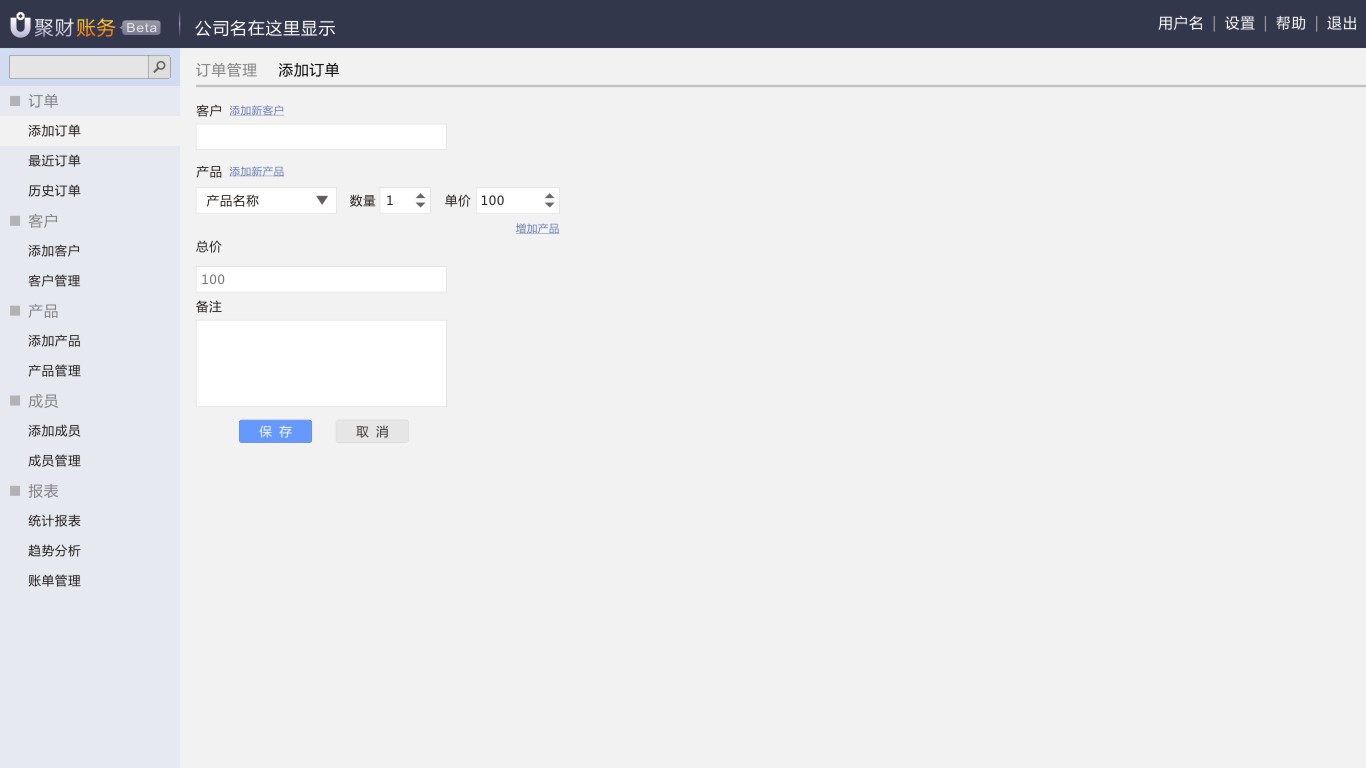 聚财账务 Beta
公司名在这里显示
用户名 | 设置 | 帮助 | 退出
订单
添加订单
最近订单
历史订单
客户
添加客户
客户管理
产品
添加产品
产品管理
成员
添加成员
成员管理
报表
统计报表
趋势分析
账单管理
订单管理 添加订单
客户 添加新客户
产品 添加新产品
产品名称 数量 1 单价 100
增加产品
总价
100
备注
保 存 取 消